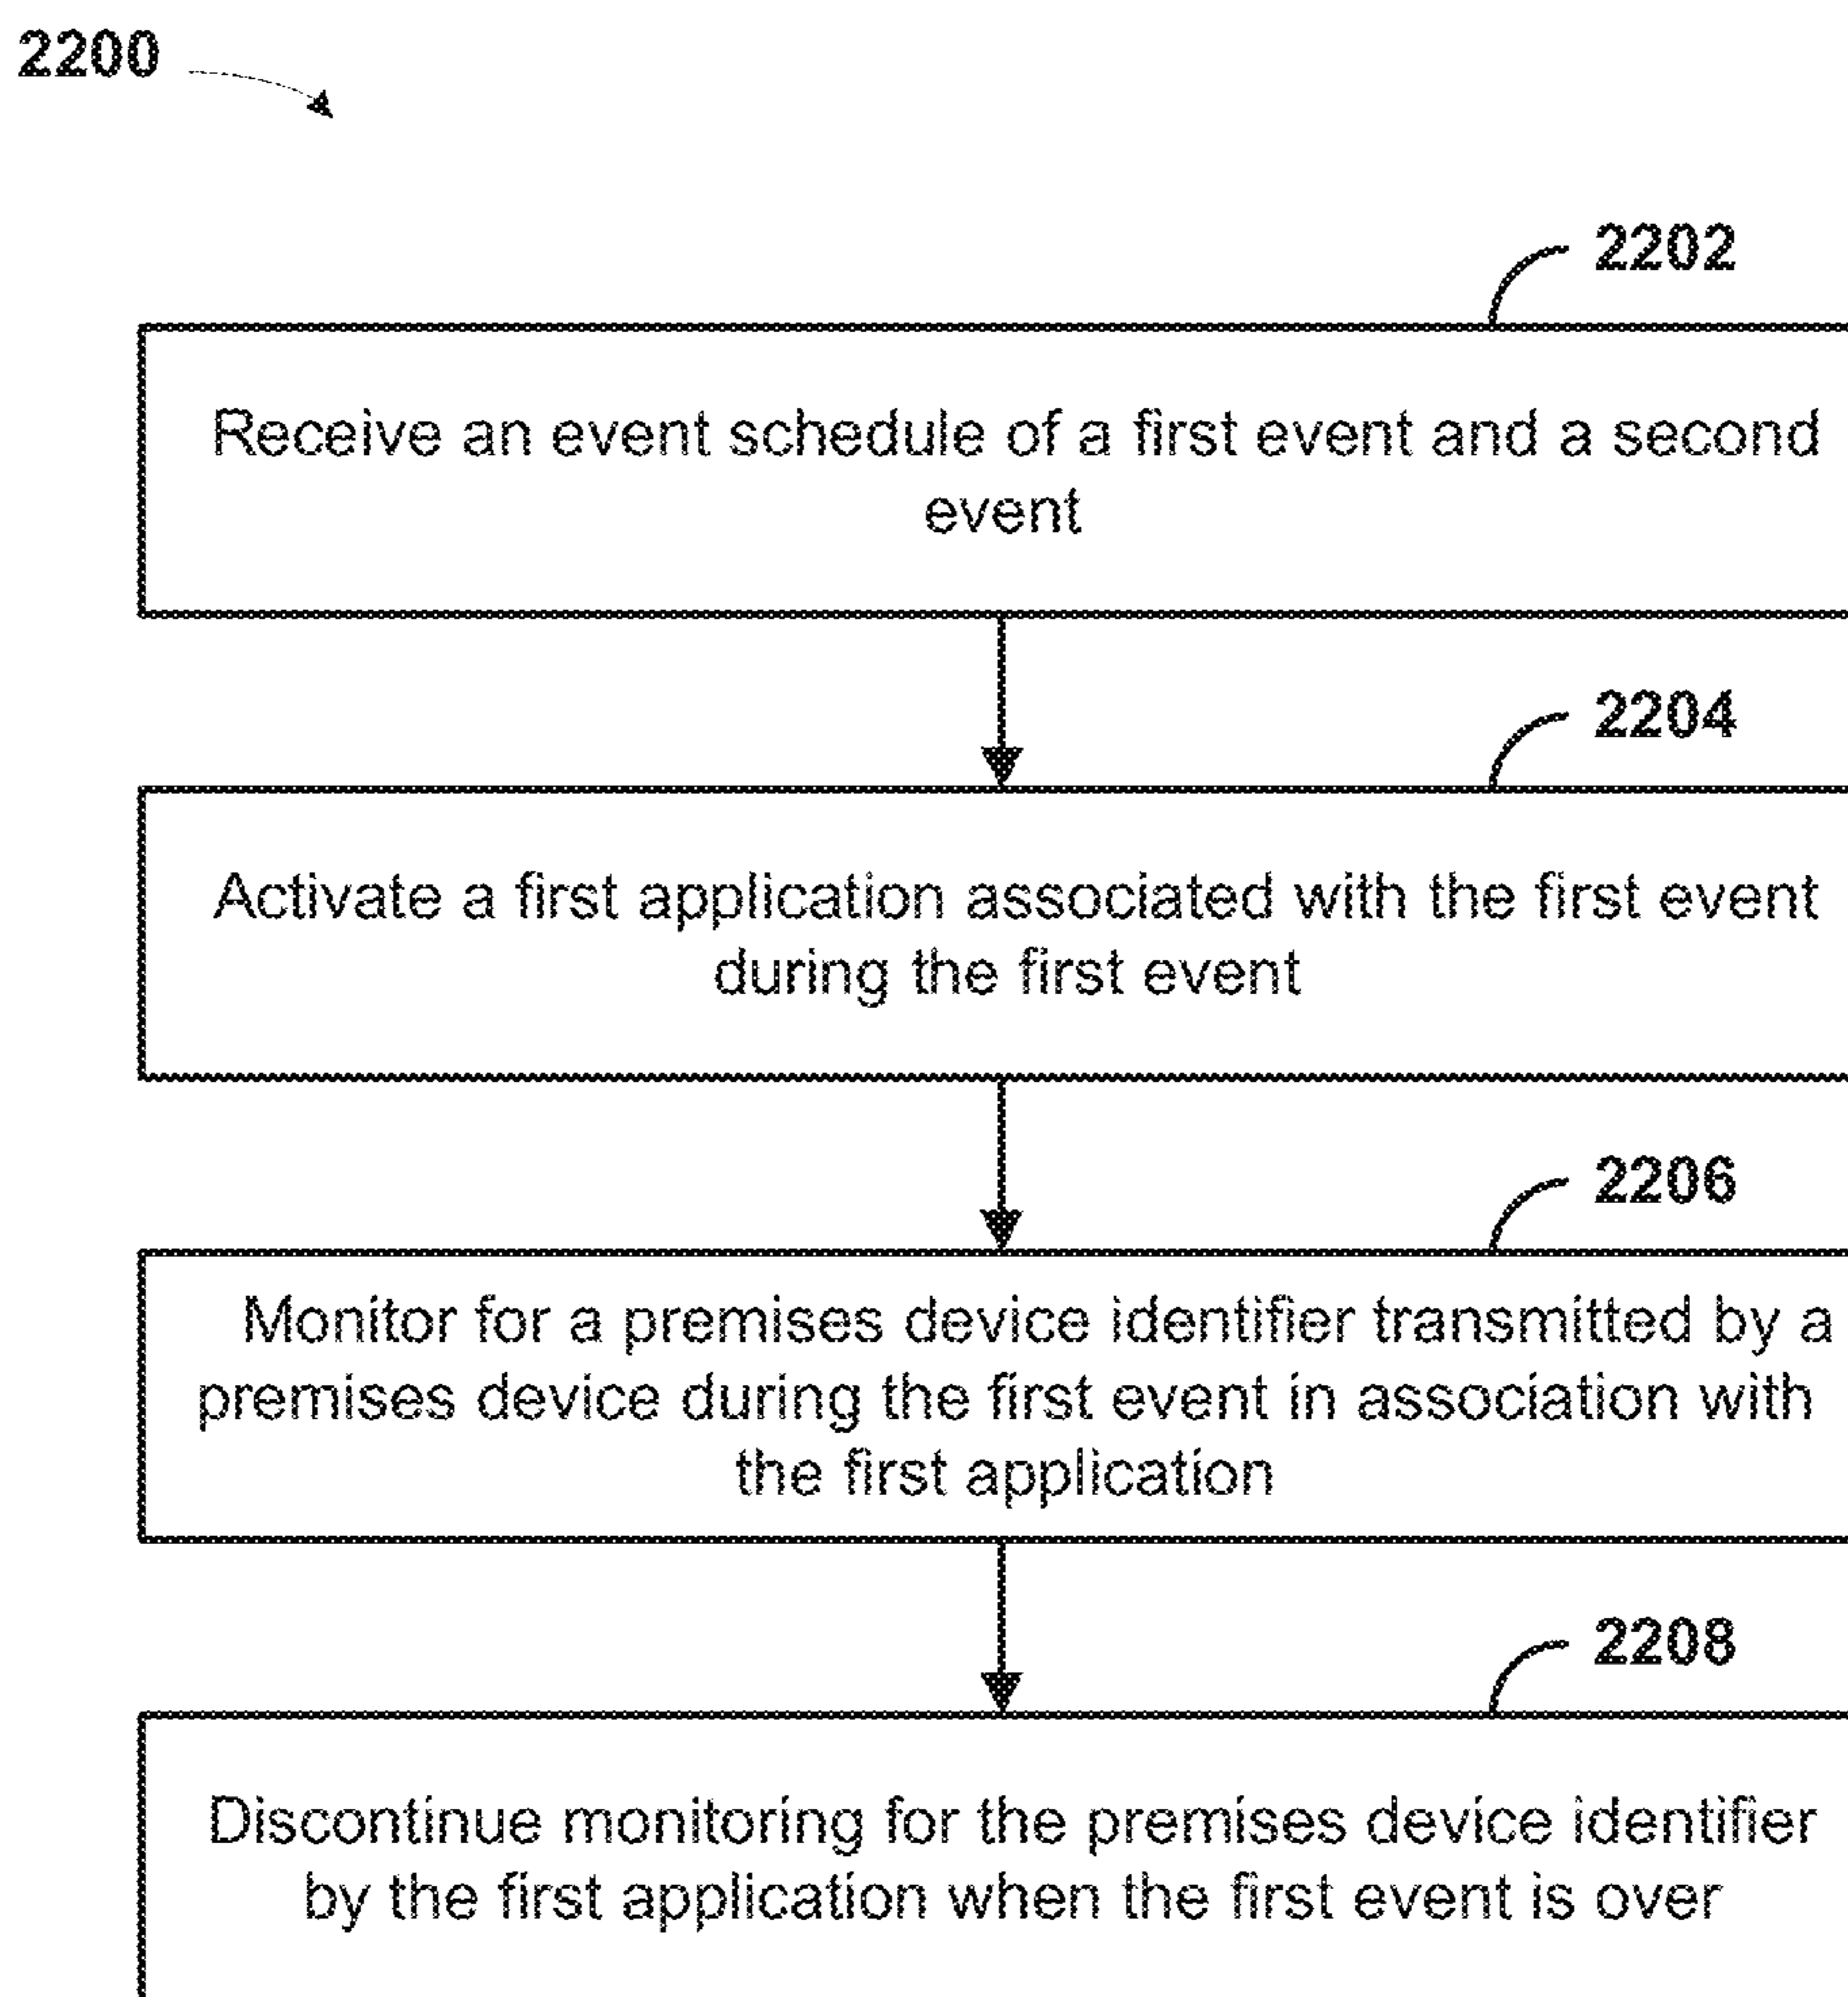 2200
2202
Receive an event schedule of a first event and a second
event
2204
Activate a first application associated with the first event
during the first event
2206
Monitor for a premises device identifier transmitted by a
premises device during the first event in association with
the first application
2208
Discontinue monitoring for the premises device identifier
by the first application when the first event is over